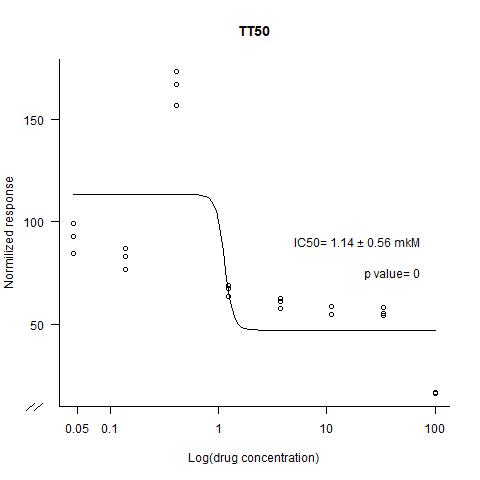 TT50
150
100
50
Normilized response
IC50= 1.14 ± 0.56 mkM
p value= 0
0.05 0.1 1 10 100
Log(drug concentration)